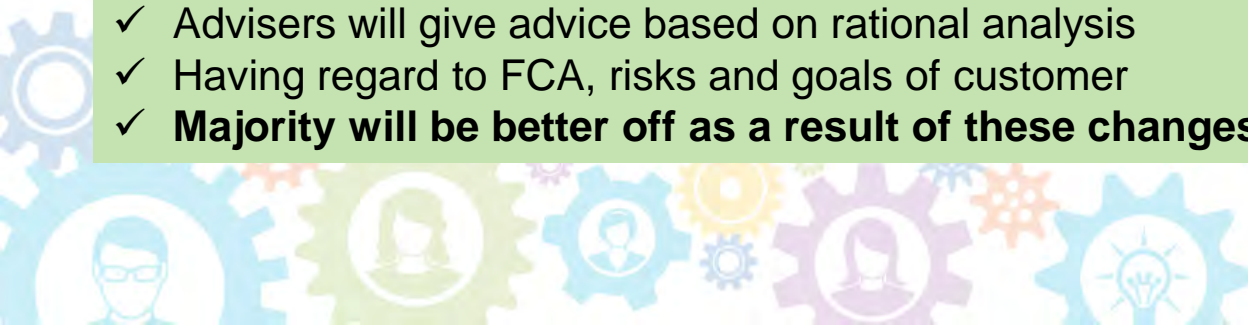 ✓ Advisers will give advice based on rational analysis
✓ Having regard to FCA, risks and goals of customer
✓ Majority will be better off as a result of these changes